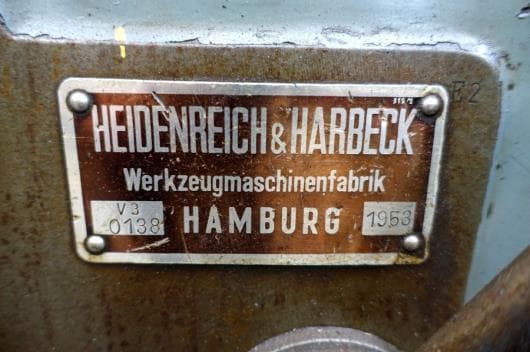 HEIDENREICH&HARBECK
Werkzeugmaschinenfabrik
V3
0138
HAMBURG
1953